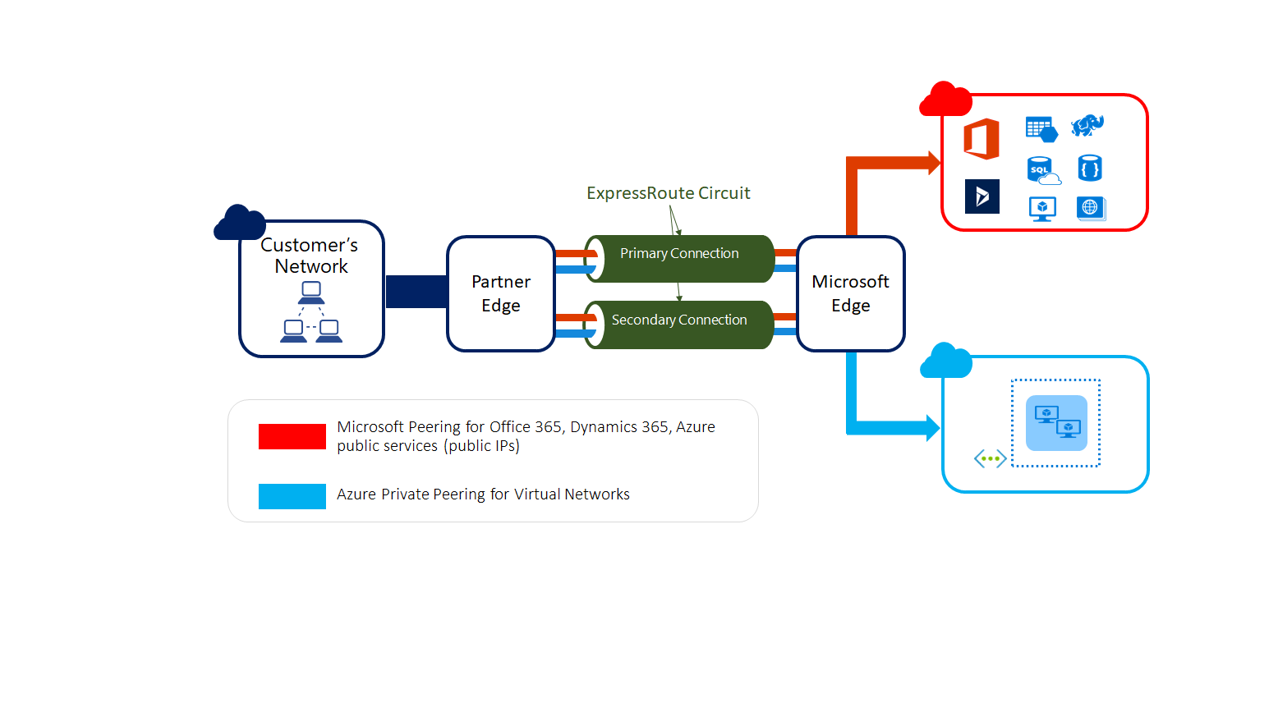 ExpressRoute Circuit
Customer's
Network
Partner
Edge
Primary Connection
Secondary Connection
Microsoft
Edge
SQL
{ }
Microsoft Peering for Office 365, Dynamics 365, Azure
public services (public IPs)
Azure Private Peering for Virtual Networks